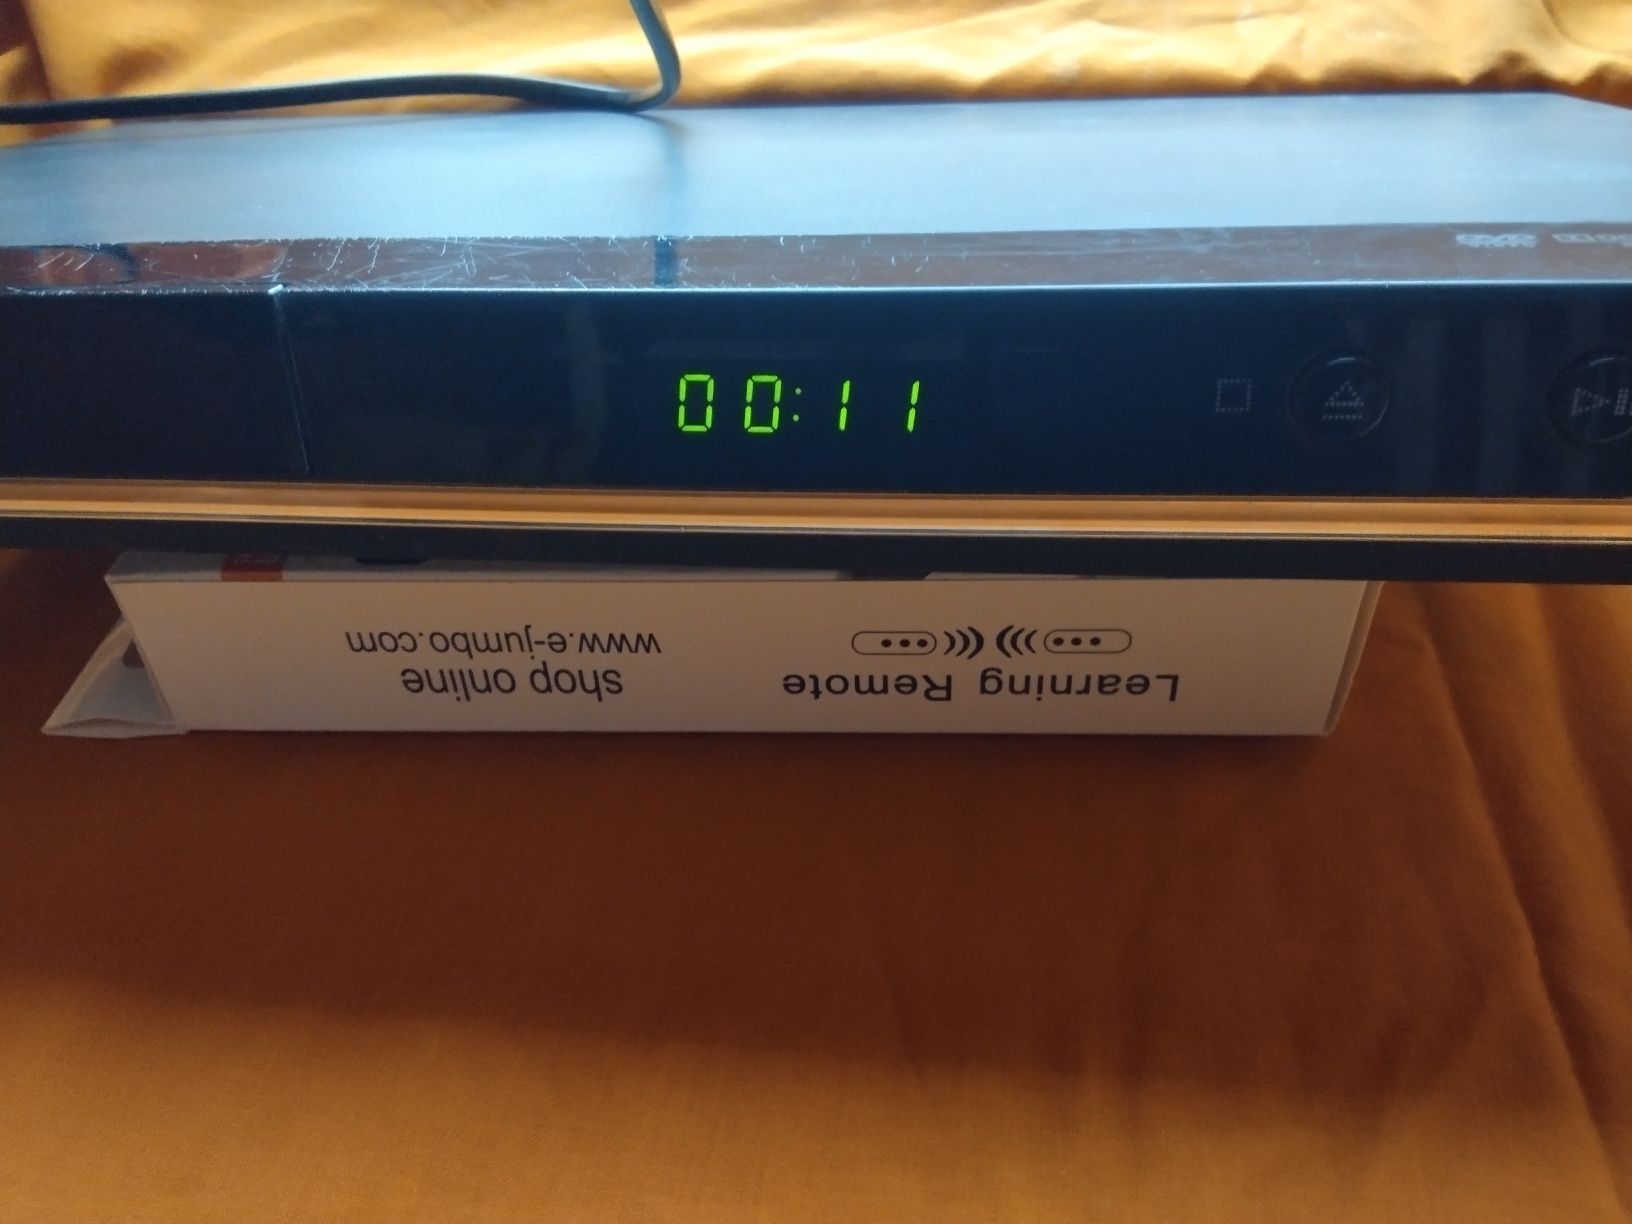 00:11
Learning Remote
shop online
www.e-jumbo.com